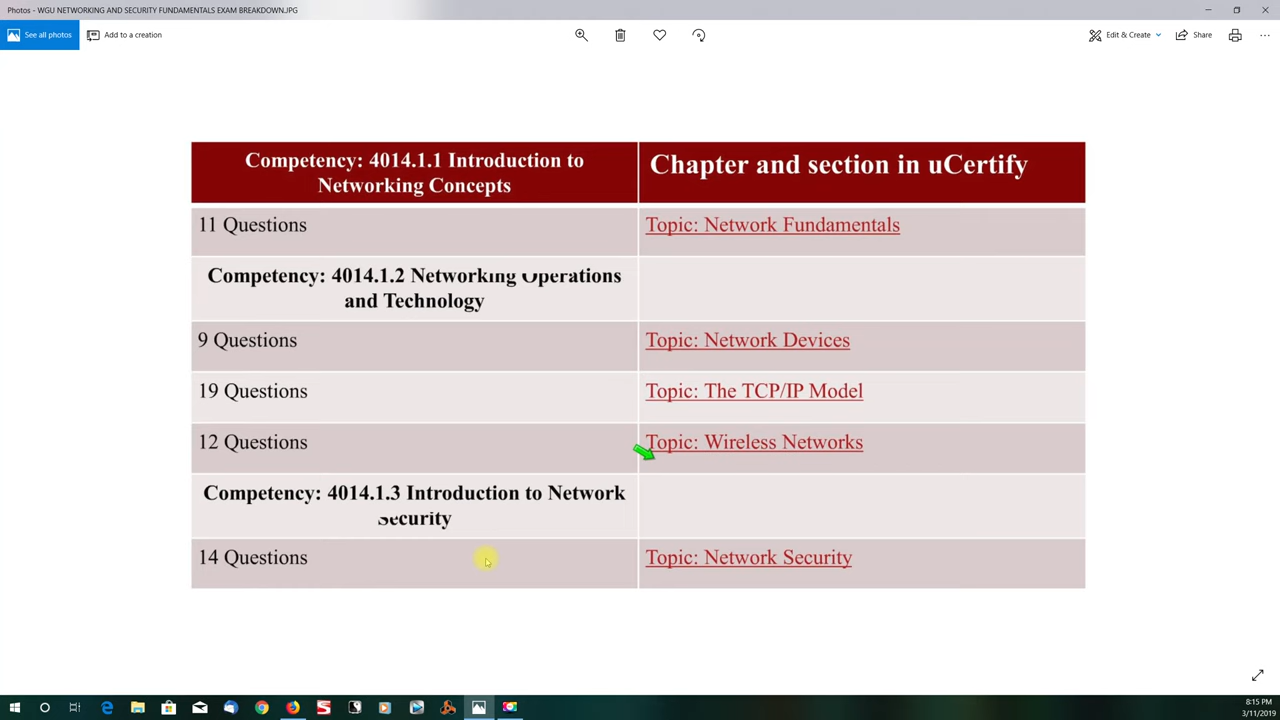 Photos - WGU NETWORKING AND SECURITY FUNDAMENTALS EXAM BREAKDOWN.JPG
See all photos
Add to a creation
Edit & Create
Share
Competency: 4014.1.1 Introduction to
Networking Concepts
Chapter and section in uCertify
11 Questions
Topic: Network Fundamentals
Competency: 4014.1.2 Networking Operations
and Technology
9 Questions
Topic: Network Devices
19 Questions
Topic: The TCP/IP Model
12 Questions
Topic: Wireless Networks
Competency: 4014.1.3 Introduction to Network
Security
14 Questions
Topic: Network Security
8:15 PM
3/11/2019